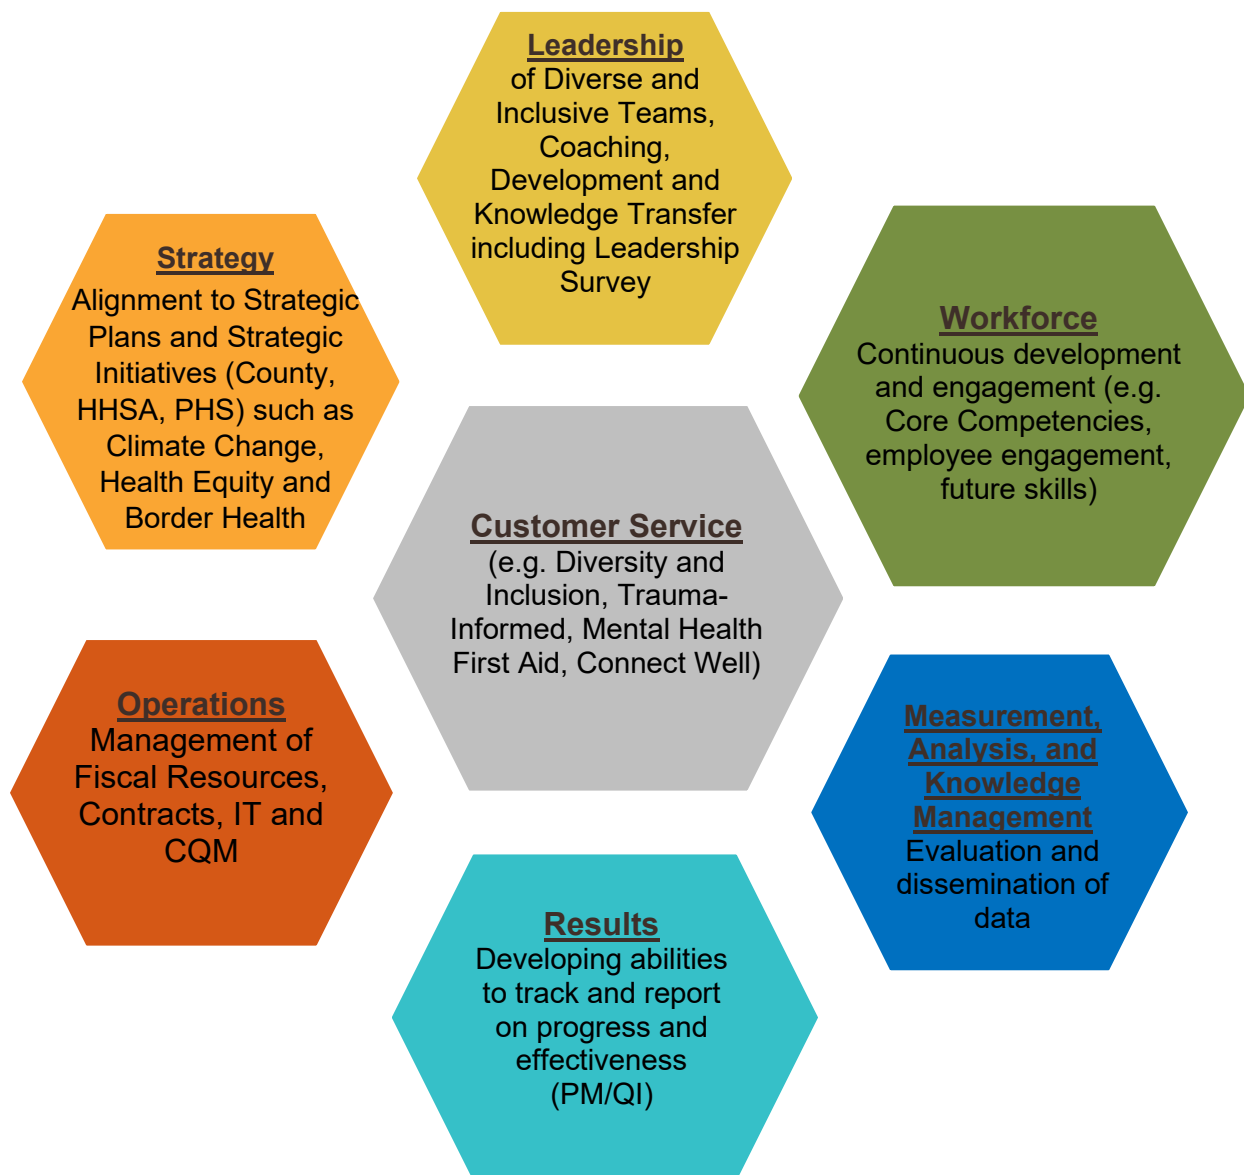 Leadership
of Diverse and
Inclusive Teams,
Coaching,
Development and
Knowledge Transfer
including Leadership
Survey
Strategy
Alignment to Strategic
Plans and Strategic
Initiatives (County,
HHSA, PHS) such as
Climate Change,
Health Equity and
Border Health
Workforce
Continuous development
and engagement (e.g.
Core Competencies,
employee engagement,
future skills)
Customer Service
(e.g. Diversity and
Inclusion, Trauma-
Informed, Mental Health
First Aid, Connect Well)
Operations
Management of
Fiscal Resources,
Contracts, IT and
CQM
Measurement,
Analysis, and
Knowledge
Management
Evaluation and
dissemination of
data
Results
Developing abilities
to track and report
on progress and
effectiveness
(PM/QI)